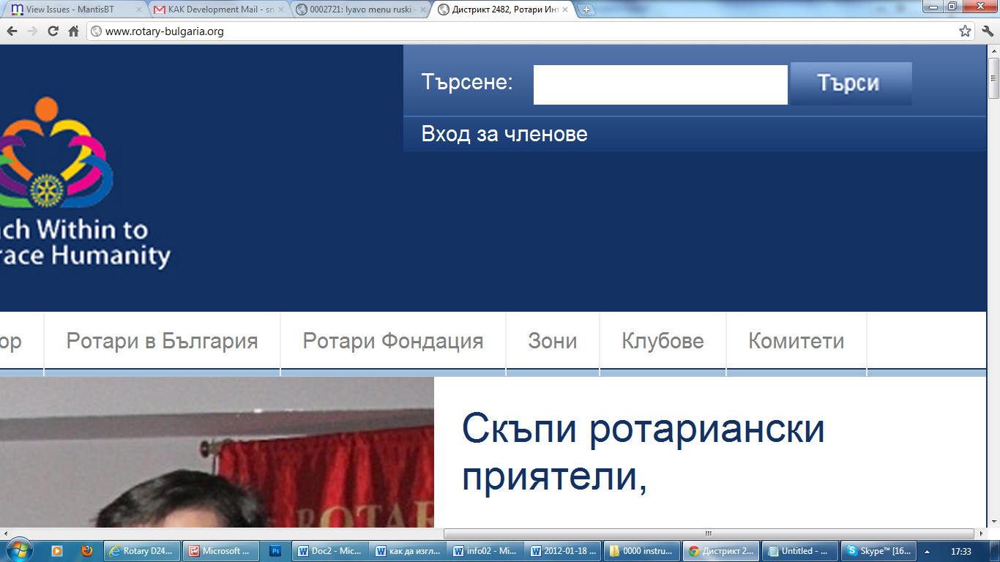 View Issues - MantisBT
KAK Development Mail - sn
0002721: lyavo menu ruski -
Дистрикт 2482, Ротари Инт
www.rotary-bulgaria.org
Търсене:
Търси
Вход за членове
ch Within to
race Humanity
ор
Ротари в България
Ротари Фондация
Зони
Клубове
Комитети
Скъпи ротариански
приятели,
ROTAR
Rotary D24...
Microsoft ...
Ps
Doc2 - Mic...
как да изгл...
info02 - Mi...
2012-01-18 ...
0000 instru...
Дистрикт 2...
Untitled - ...
Skype™ [16...
17:33